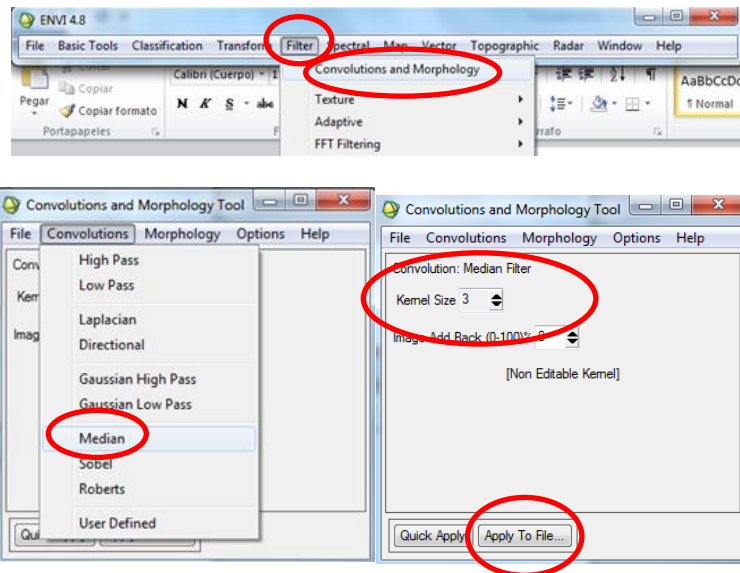 ENVI 4.8
File Basic Tools Classification Transform Filter Spectral Map Vector Topographic Radar Window Help
Convolutions and Morphology
Texture
Adaptive
FFT Filtering
Pegar
Copiar
Copiar formato
Portapapeles
Calibri (Cuerpo)
N K S abc
AaBbCcDc
¶ Normal
Convolutions and Morphology Tool
File Convolutions Morphology Options Help
High Pass
Low Pass
Laplacian
Directional
Gaussian High Pass
Gaussian Low Pass
Median
Sobel
Roberts
User Defined
Convolutions and Morphology Tool
File Convolutions Morphology Options Help
Convolution: Median Filter
Kernel Size 3
Image Add Back (0-100)% 0
[Non Editable Kernel]
Quick Apply Apply To File...